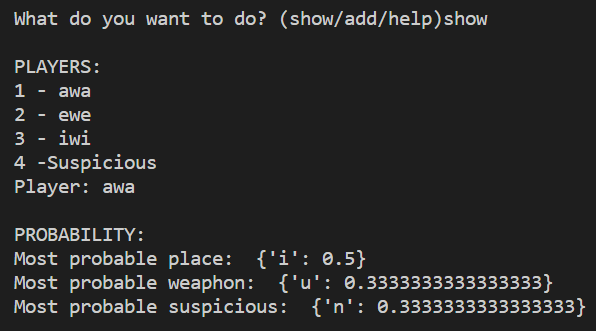 What do you want to do? (show/add/help)show
PLAYERS:
1 - awa
2 - ewe
3 - iwi
4 -Suspicious
Player: awa
PROBABILITY:
Most probable place:  {'i': 0.5}
Most probable weaphon:  {'u': 0.3333333333333333}
Most probable suspicious:  {'n': 0.3333333333333333}